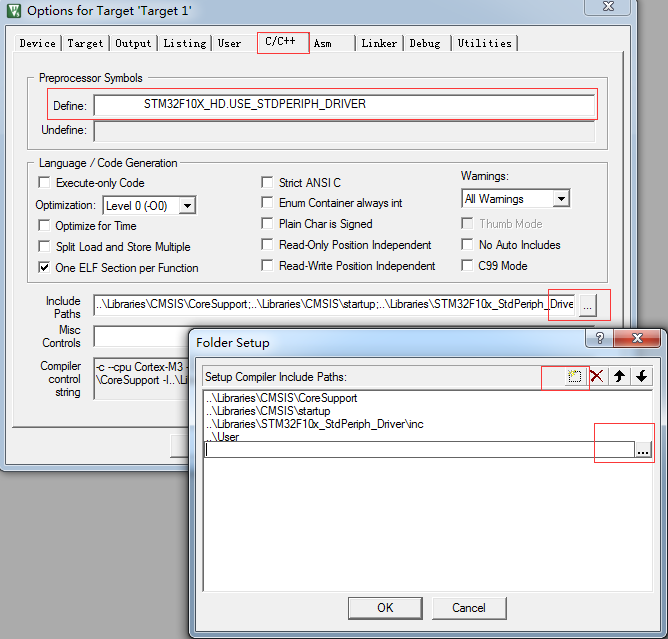 Options for Target 'Target 1'
Device Target Output Listing User C/C++ Asm Linker Debug Utilities
Preprocessor Symbols
Define: STM32F10X_HD.USE_STDPERIPH_DRIVER
Undefine:
Language / Code Generation
Execute-only Code
Optimization: Level 0 (-O0)
Optimize for Time
Split Load and Store Multiple
One ELF Section per Function
Strict ANSI C
Enum Container always int
Plain Char is Signed
Read-Only Position Independent
Read-Write Position Independent
Warnings:
All Warnings
Thumb Mode
No Auto Includes
C99 Mode
Include
Paths
..\Libraries\CMSIS\CoreSupport;..\Libraries\CMSIS\startup;..\Libraries\STM32F10x_StdPeriph_Drive
...
Misc
Controls
Compiler
control
string
-c --cpu Cortex-M3 -
\CoreSupport -I..\Li
Folder Setup
Setup Compiler Include Paths:
..\Libraries\CMSIS\CoreSupport
..\Libraries\CMSIS\startup
..\Libraries\STM32F10x_StdPeriph_Driver\inc
..\User
...
OK Cancel